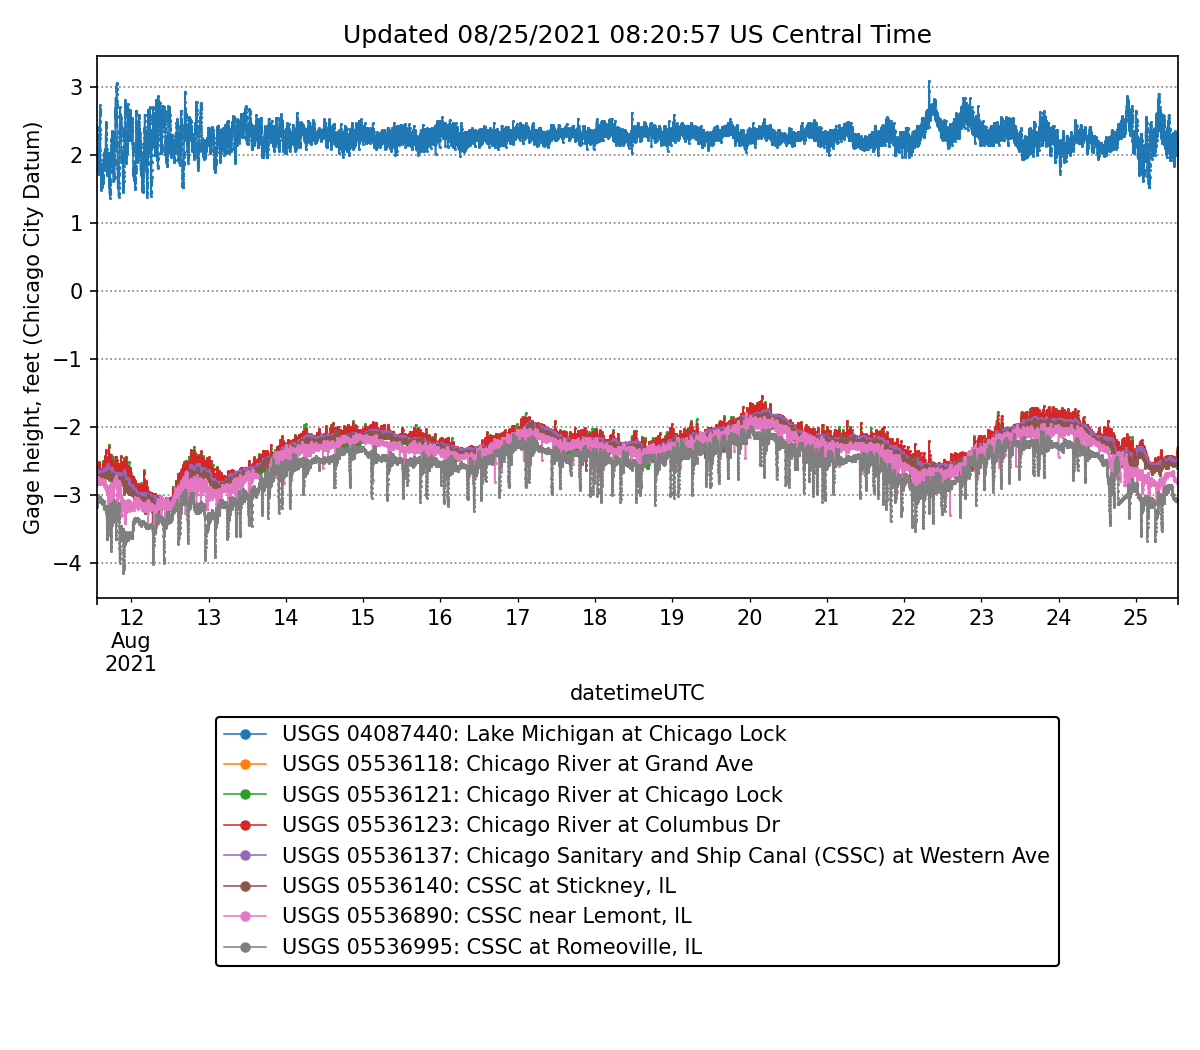 Updated 08/25/2021 08:20:57 US Central Time
Gage height, feet (Chicago City Datum)
3
2
1
0
−1
−2
−3
−4
12 13 14 15 16 17 18 19 20 21 22 23 24 25
Aug
2021
datetimeUTC
USGS 04087440: Lake Michigan at Chicago Lock
USGS 05536118: Chicago River at Grand Ave
USGS 05536121: Chicago River at Chicago Lock
USGS 05536123: Chicago River at Columbus Dr
USGS 05536137: Chicago Sanitary and Ship Canal (CSSC) at Western Ave
USGS 05536140: CSSC at Stickney, IL
USGS 05536890: CSSC near Lemont, IL
USGS 05536995: CSSC at Romeoville, IL